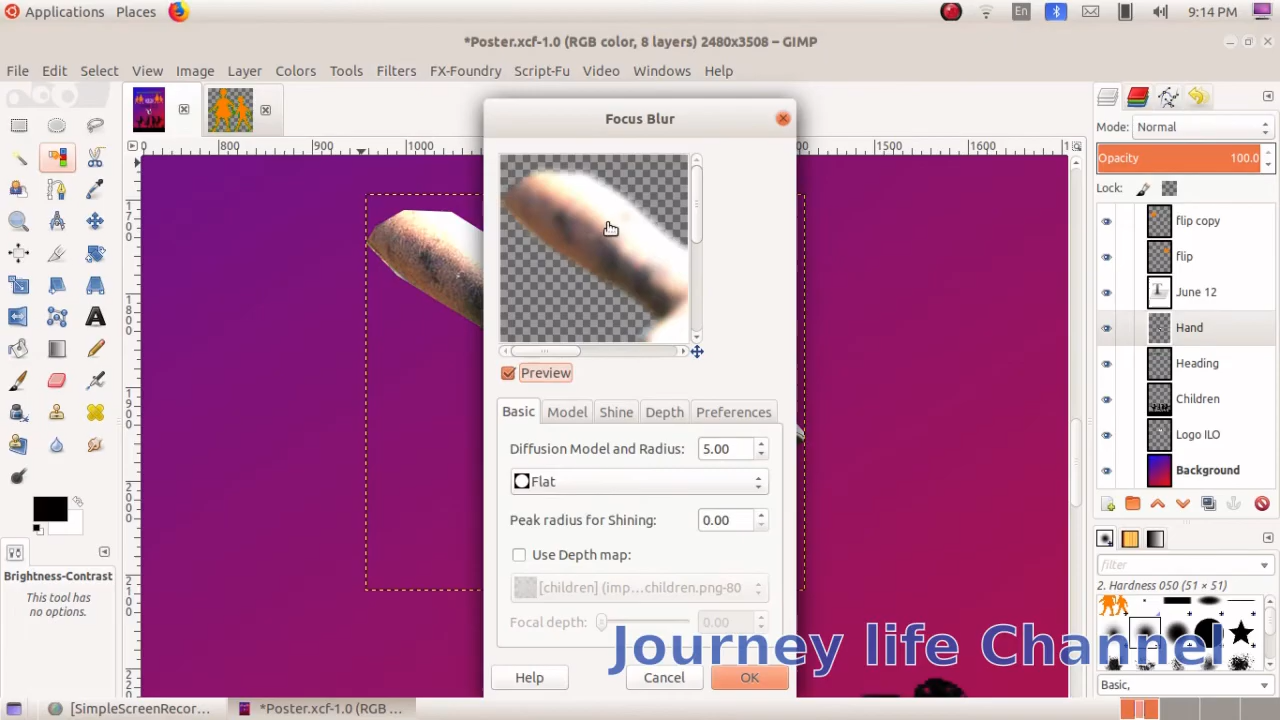 Applications Places En 9:14 PM
*Poster.xcf-1.0 (RGB color, 8 layers) 2480x3508 – GIMP
File Edit Select View Image Layer Colors Tools Filters FX-Foundry Script-Fu Video Windows Help
Focus Blur
Mode: Normal
800 900 1000 1500 1600
Opacity 100.0
Lock:
flip copy
flip
June 12
Hand
Heading
Preview
Children
Basic Model Shine Depth Preferences
Logo ILO
Diffusion Model and Radius: 5.00
Background
Flat
Peak radius for Shining: 0.00
Use Depth map:
filter
Brightness-Contrast
This tool has
no options.
2. Hardness 050 (51 × 51)
[children] (imp...children.png-80
Focal depth: 0.00
Journey life Channel
Help Cancel OK
Basic,
[SimpleScreenRecor... *Poster.xcf-1.0 (RGB ...